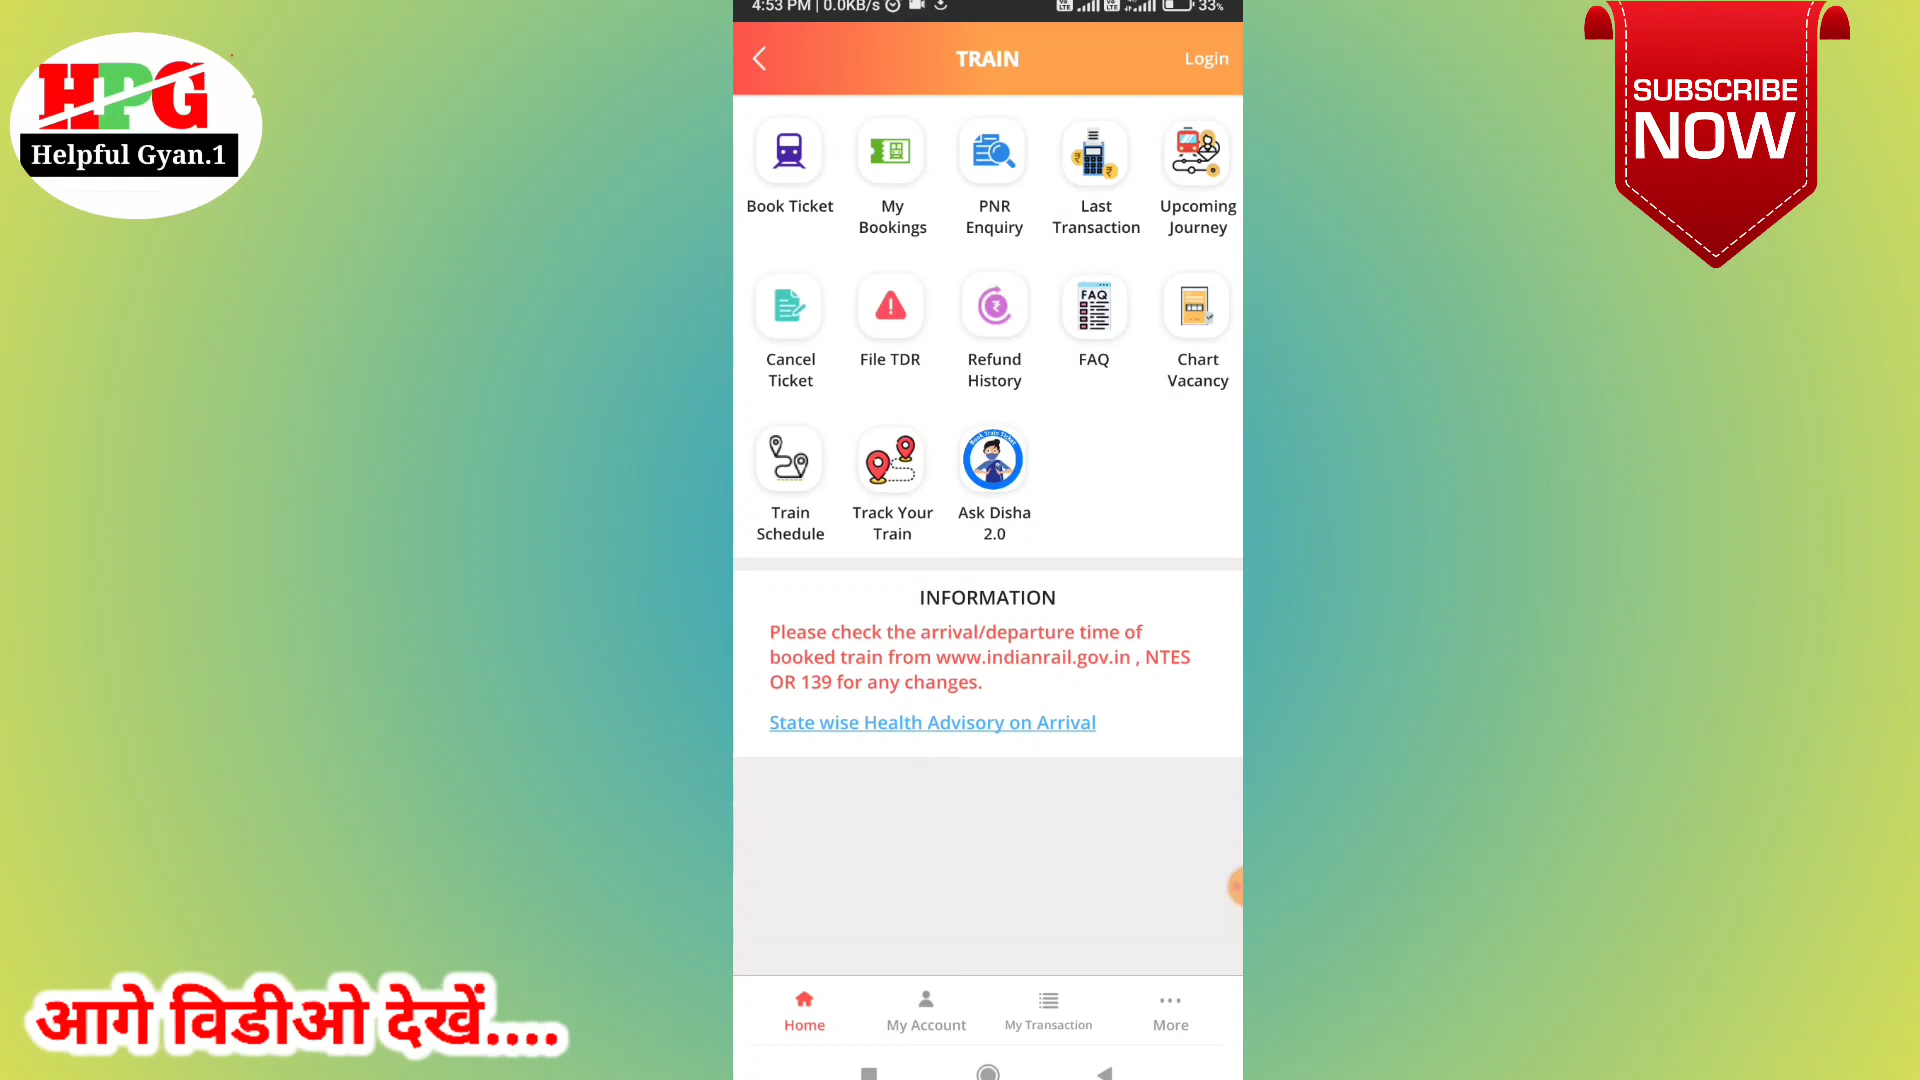 4:53 PM | 0.0KB/s
33%
HPG
Helpful Gyan.1
TRAIN
Login
SUBSCRIBE
NOW
Book Ticket
My
Bookings
PNR
Enquiry
Last
Transaction
Upcoming
Journey
FAQ
Cancel
Ticket
File TDR
Refund
History
FAQ
Chart
Vacancy
Book Train Ticket
Train
Schedule
Track Your
Train
Ask Disha
2.0
INFORMATION
Please check the arrival/departure time of
booked train from www.indianrail.gov.in , NTES
OR 139 for any changes.
State wise Health Advisory on Arrival
आगे विडीओ देखें....
Home
My Account
My Transaction
More